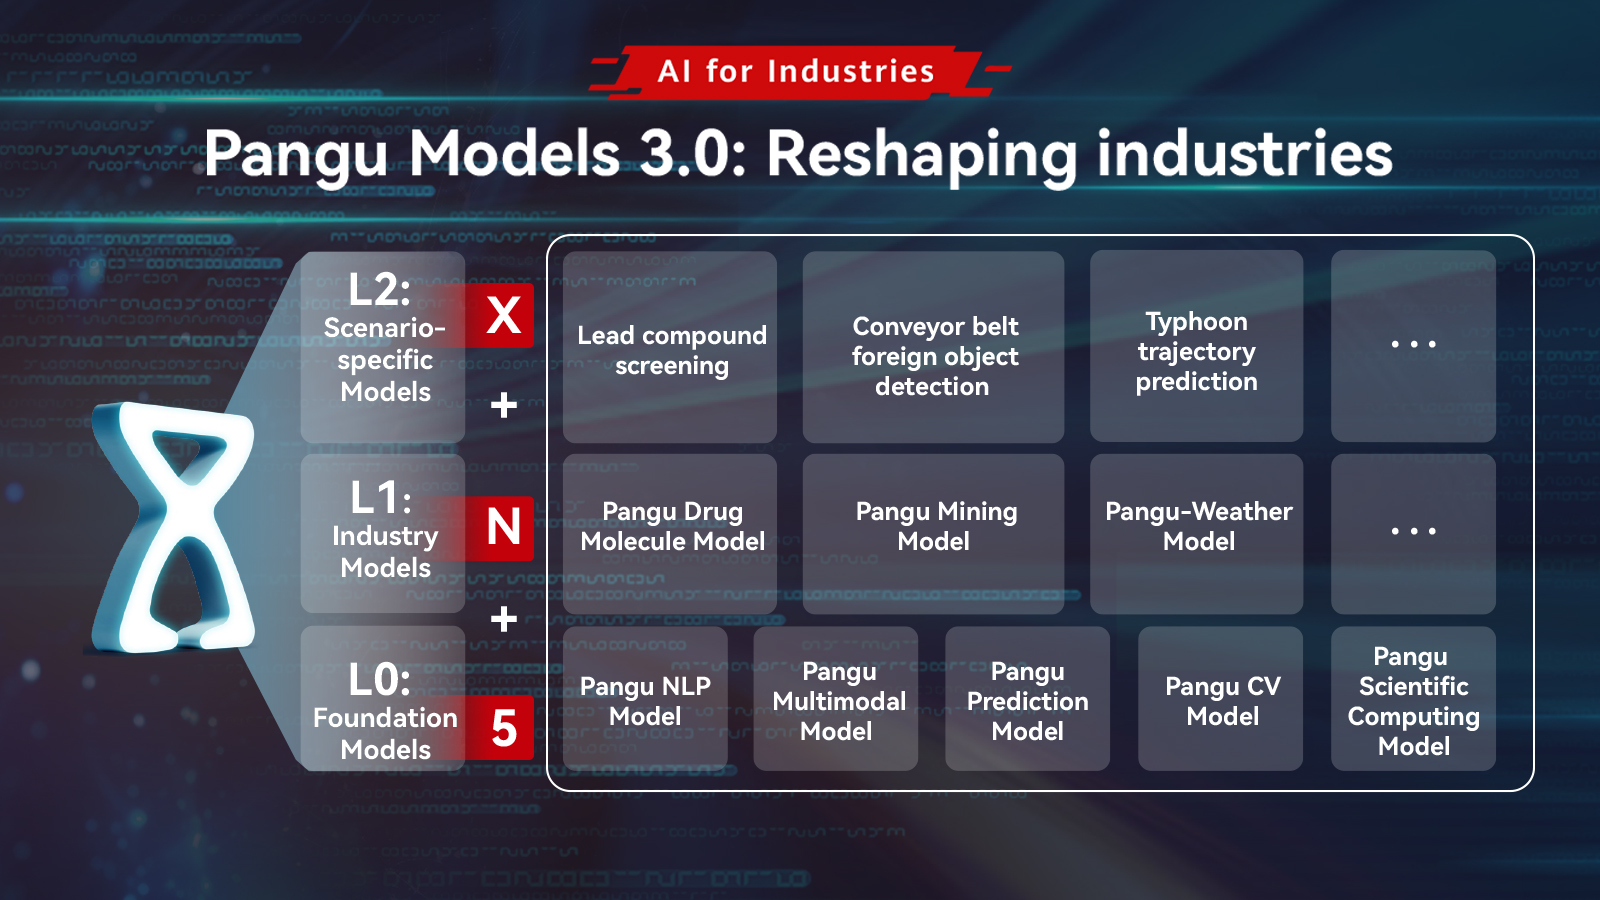 AI for Industries
Pangu Models 3.0: Reshaping industries
L2:
Scenario-
specific
Models
X
Lead compound
screening
Conveyor belt
foreign object
detection
Typhoon
trajectory
prediction
...
+
L1:
Industry
Models
N
Pangu Drug
Molecule Model
Pangu Mining
Model
Pangu-Weather
Model
...
+
L0:
Foundation
Models
5
Pangu NLP
Model
Pangu
Multimodal
Model
Pangu
Prediction
Model
Pangu CV
Model
Pangu
Scientific
Computing
Model